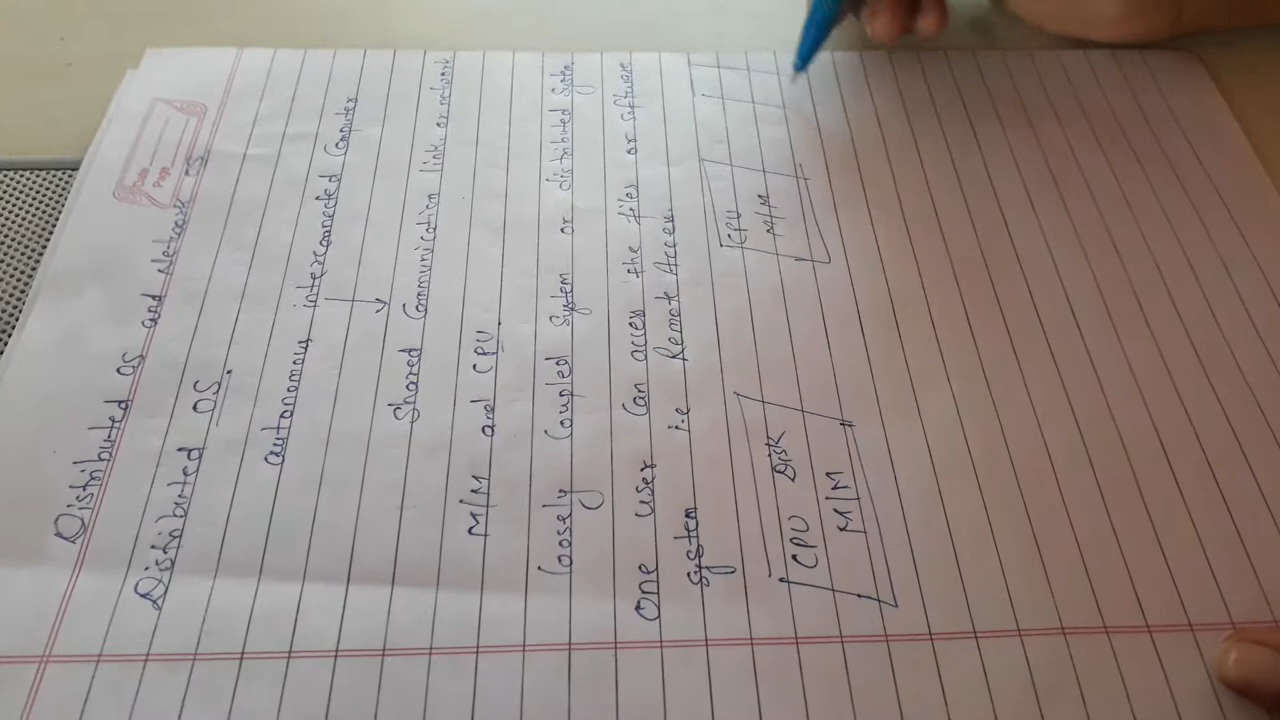 Date
Page
Distributed OS and Network OS
Distributed OS.
autonomous interconnected Computer
Shared Communication link or network
M/M and CPU.
Loosely Coupled System or distributed System
One user Can access the files or software
System i.e Remote Access.
CPU Disk
M/M
CPU
M/M